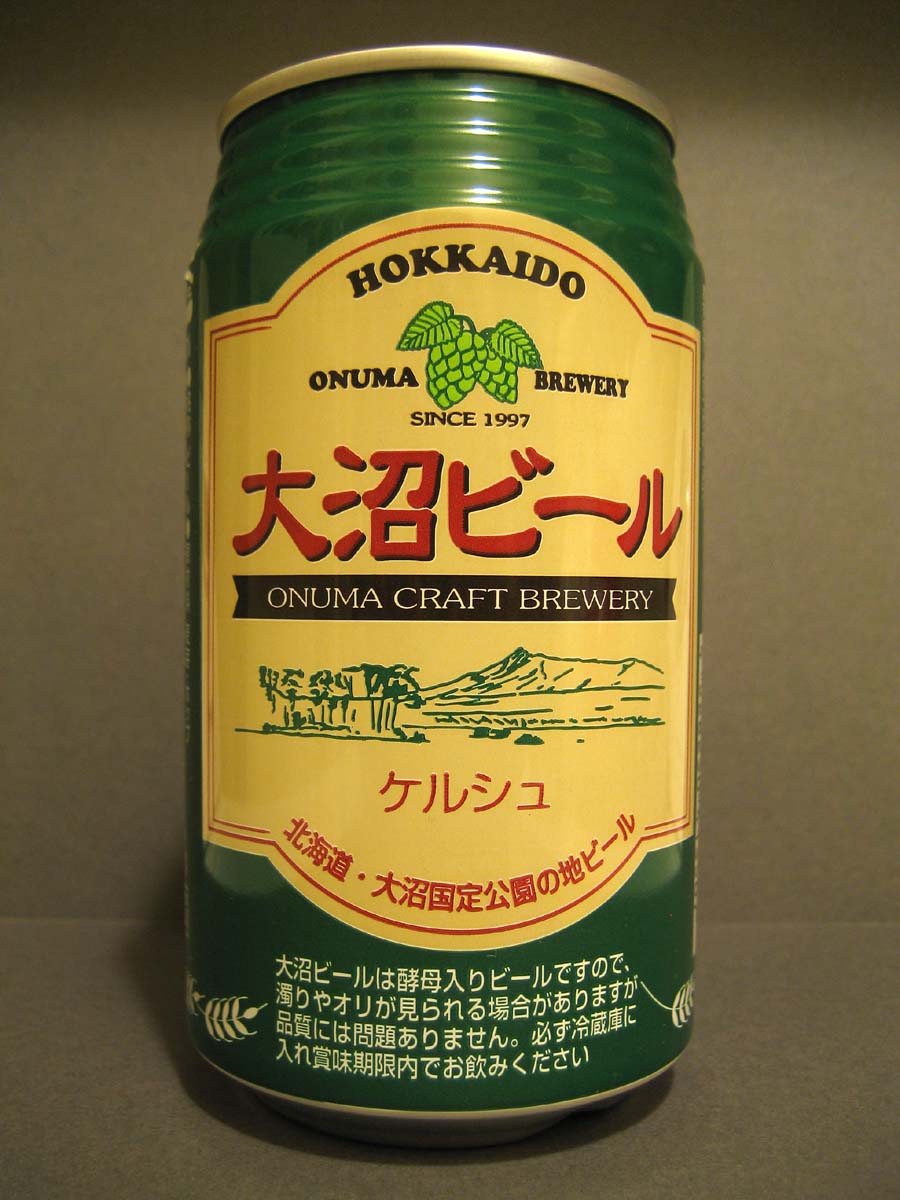 HOKKAIDO
ONUMA BREWERY
SINCE 1997
大沼ビール
ONUMA CRAFT BREWERY
ケルシュ
北海道・大沼国定公園の地ビール
大沼ビールは酵母入りビールですので、
濁りやオリが見られる場合がありますが
品質には問題ありません。必ず冷蔵庫に
入れ賞味期限内でお飲みください